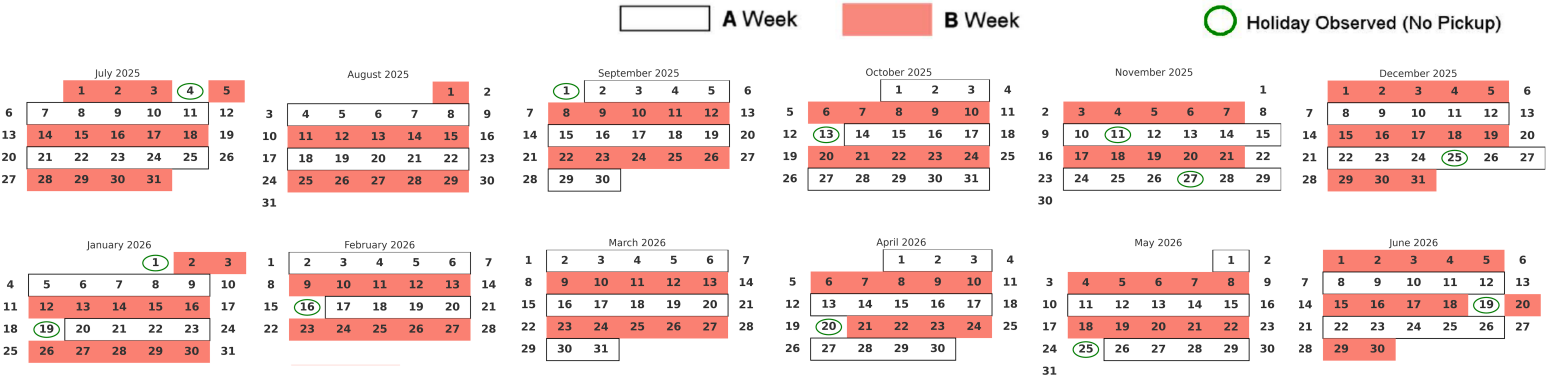 A Week B Week Holiday Observed (No Pickup)
July 2025
1 2 3 4 5
6 7 8 9 10 11 12
13 14 15 16 17 18 19
20 21 22 23 24 25 26
27 28 29 30 31
August 2025
1 2
3 4 5 6 7 8 9
10 11 12 13 14 15 16
17 18 19 20 21 22 23
24 25 26 27 28 29 30
31
September 2025
1 2 3 4 5 6
7 8 9 10 11 12 13
14 15 16 17 18 19 20
21 22 23 24 25 26 27
28 29 30
October 2025
1 2 3 4
5 6 7 8 9 10 11
12 13 14 15 16 17 18
19 20 21 22 23 24 25
26 27 28 29 30 31
November 2025
1
2 3 4 5 6 7 8
9 10 11 12 13 14 15
16 17 18 19 20 21 22
23 24 25 26 27 28 29
30
December 2025
1 2 3 4 5 6
7 8 9 10 11 12 13
14 15 16 17 18 19 20
21 22 23 24 25 26 27
28 29 30 31
January 2026
1 2 3
4 5 6 7 8 9 10
11 12 13 14 15 16 17
18 19 20 21 22 23 24
25 26 27 28 29 30 31
February 2026
1 2 3 4 5 6 7
8 9 10 11 12 13 14
15 16 17 18 19 20 21
22 23 24 25 26 27 28
March 2026
1 2 3 4 5 6 7
8 9 10 11 12 13 14
15 16 17 18 19 20 21
22 23 24 25 26 27 28
29 30 31
April 2026
1 2 3 4
5 6 7 8 9 10 11
12 13 14 15 16 17 18
19 20 21 22 23 24 25
26 27 28 29 30
May 2026
1 2
3 4 5 6 7 8 9
10 11 12 13 14 15 16
17 18 19 20 21 22 23
24 25 26 27 28 29 30
31
June 2026
1 2 3 4 5 6
7 8 9 10 11 12 13
14 15 16 17 18 19 20
21 22 23 24 25 26 27
28 29 30